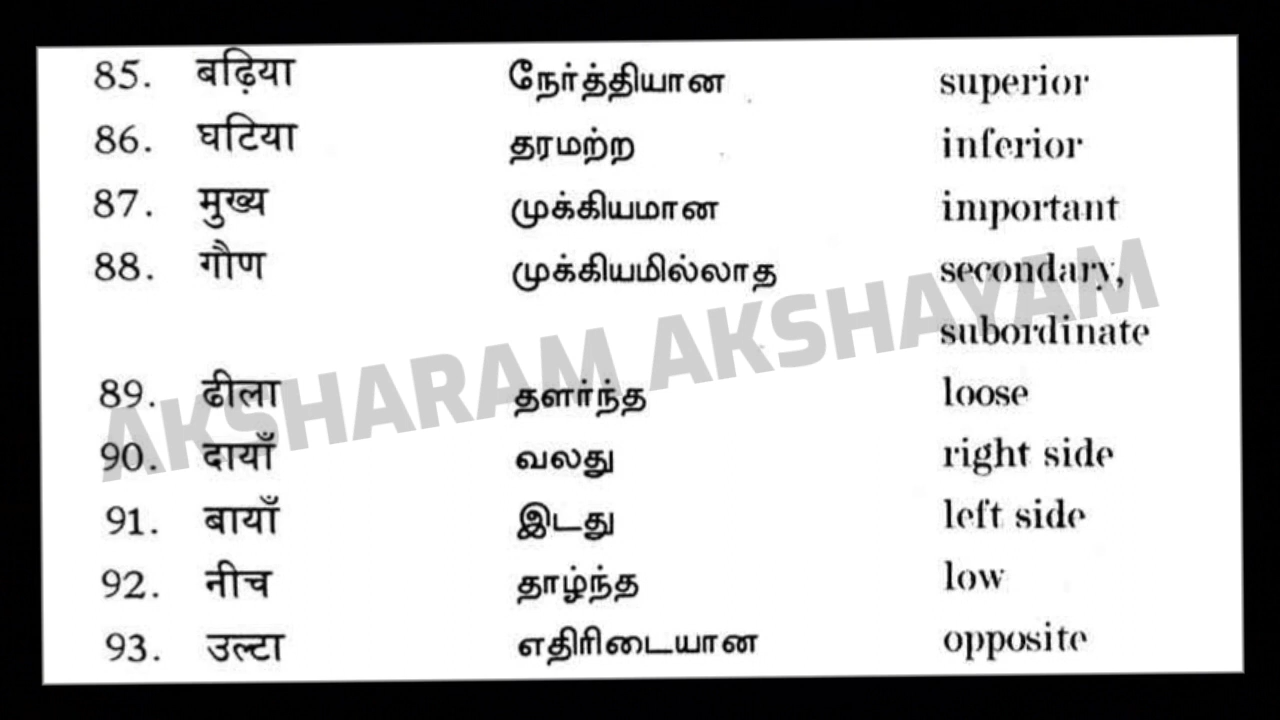 85. बढ़िया நேர்த்தியான superior
86. घटिया தரமற்ற inferior
87. मुख्य முக்கியமான important
88. गौण முக்கியமில்லாத secondary,
subordinate
AKSHARAM AKSHAYAM
89. ढीला தளர்ந்த loose
90. दायाँ வலது right side
91. बायाँ இடது left side
92. नीच தாழ்ந்த low
93. उल्टा எதிரிடையான opposite